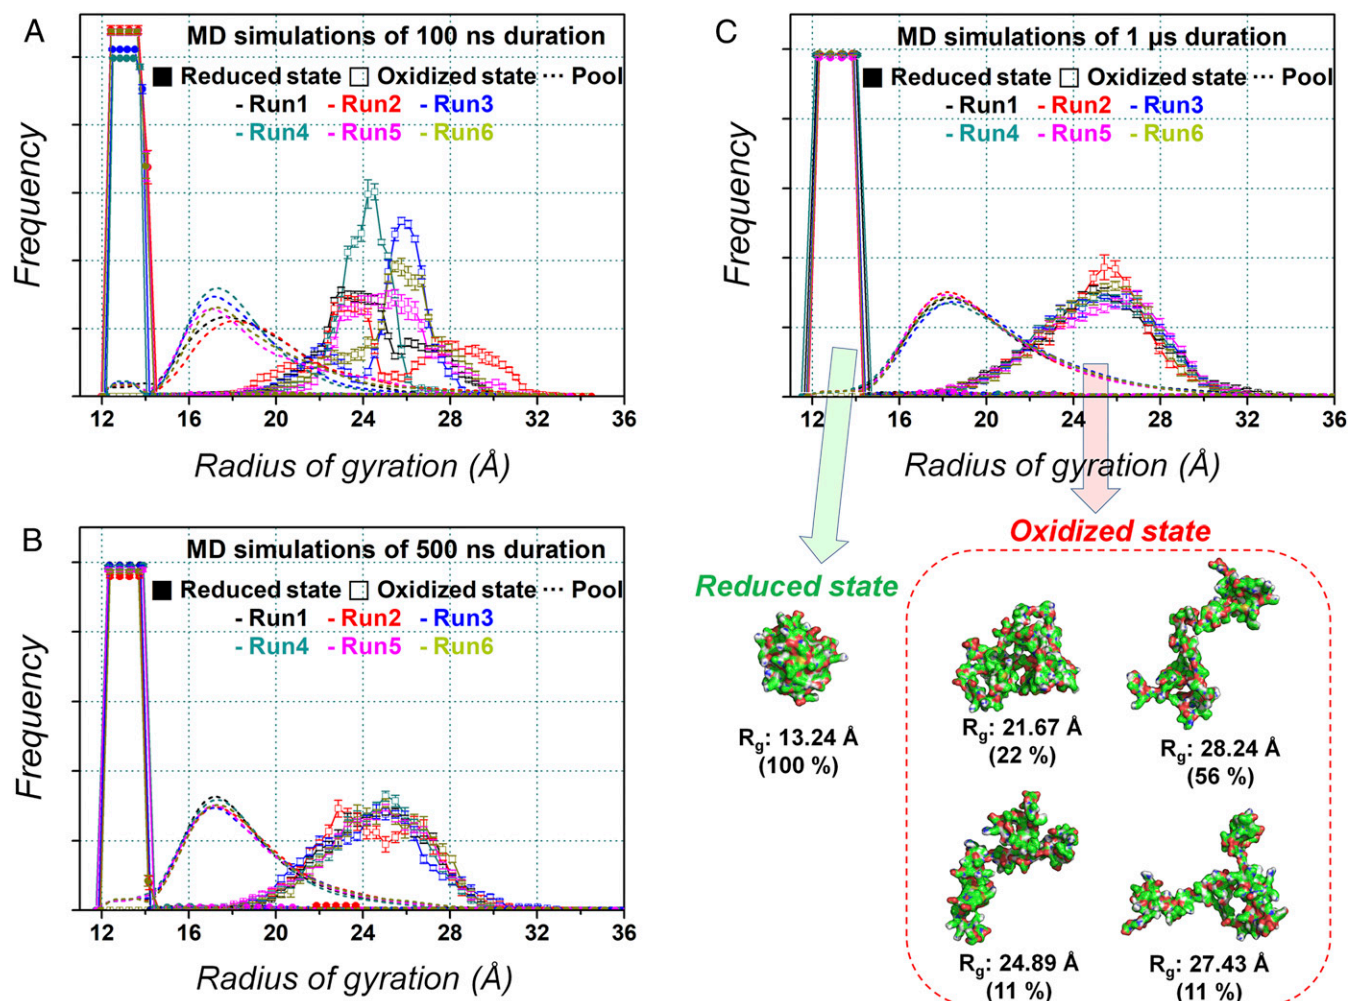 A
MD simulations of 100 ns duration
Reduced state Oxidized state Pool
- Run1 - Run2 - Run3
- Run4 - Run5 - Run6
Frequency
12 16 20 24 28 32 36
Radius of gyration (Å)
B
MD simulations of 500 ns duration
Reduced state Oxidized state Pool
- Run1 - Run2 - Run3
- Run4 - Run5 - Run6
Frequency
12 16 20 24 28 32 36
Radius of gyration (Å)
C
MD simulations of 1 µs duration
Reduced state Oxidized state Pool
- Run1 - Run2 - Run3
- Run4 - Run5 - Run6
Frequency
12 16 20 24 28 32 36
Radius of gyration (Å)
Reduced state
Rg: 13.24 Å
(100 %)
Oxidized state
Rg: 21.67 Å
(22 %)
Rg: 28.24 Å
(56 %)
Rg: 24.89 Å
(11 %)
Rg: 27.43 Å
(11 %)